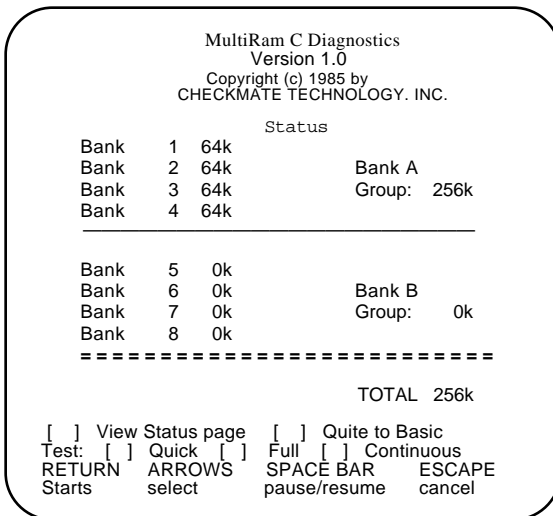 MultiRam C Diagnostics
Version 1.0
Copyright (c) 1985 by
CHECKMATE TECHNOLOGY. INC.
Status
Bank 1 64k
Bank 2 64k Bank A
Bank 3 64k Group: 256k
Bank 4 64k
Bank 5 0k
Bank 6 0k Bank B
Bank 7 0k Group: 0k
Bank 8 0k
==========================
TOTAL 256k
[ ] View Status page [ ] Quite to Basic
Test: [ ] Quick [ ] Full [ ] Continuous
RETURN ARROWS SPACE BAR ESCAPE
Starts select pause/resume cancel